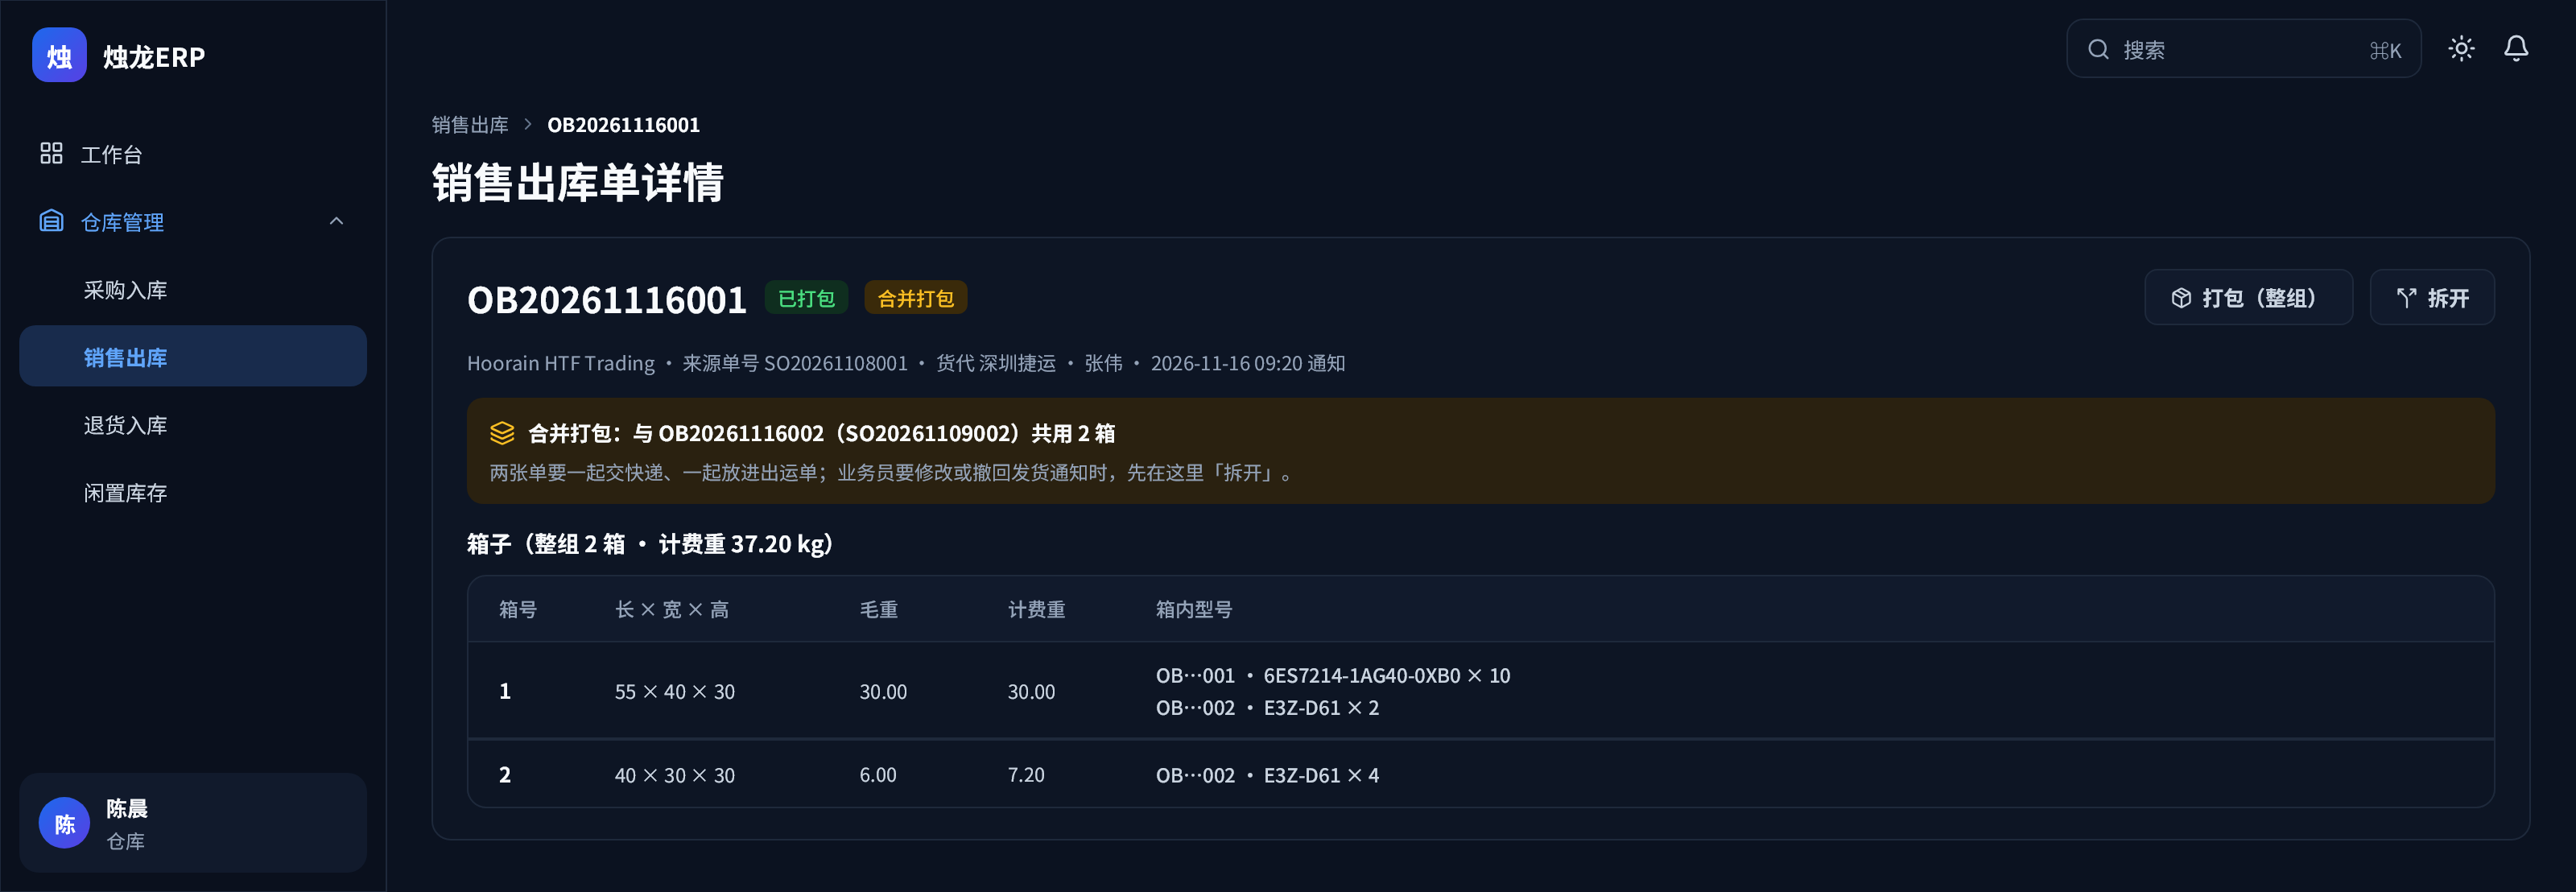 烛 烛龙ERP
搜索 ⌘K
工作台
仓库管理
采购入库
销售出库
退货入库
闲置库存
陈 陈晨
仓库
销售出库 > OB20261116001
销售出库单详情
OB20261116001 已打包 合并打包
打包（整组） 拆开
Hoorain HTF Trading • 来源单号 SO20261108001 • 货代 深圳捷运 • 张伟 • 2026-11-16 09:20 通知
合并打包：与 OB20261116002（SO20261109002）共用 2 箱
两张单要一起交快递、一起放进出运单；业务员要修改或撤回发货通知时，先在这里「拆开」。
箱子（整组 2 箱 • 计费重 37.20 kg）
箱号 长 × 宽 × 高 毛重 计费重 箱内型号
1 55 × 40 × 30 30.00 30.00 OB…001 • 6ES7214-1AG40-0XB0 × 10
OB…002 • E3Z-D61 × 2
2 40 × 30 × 30 6.00 7.20 OB…002 • E3Z-D61 × 4